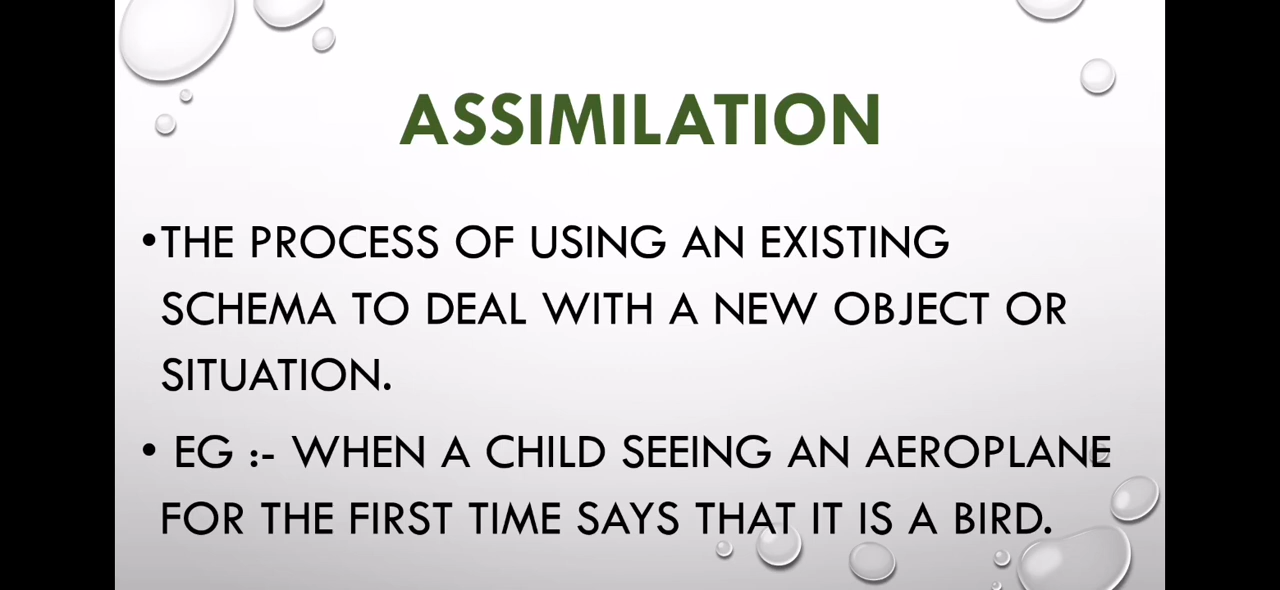 ASSIMILATION
•THE PROCESS OF USING AN EXISTING
SCHEMA TO DEAL WITH A NEW OBJECT OR
SITUATION.
• EG :- WHEN A CHILD SEEING AN AEROPLANE
FOR THE FIRST TIME SAYS THAT IT IS A BIRD.